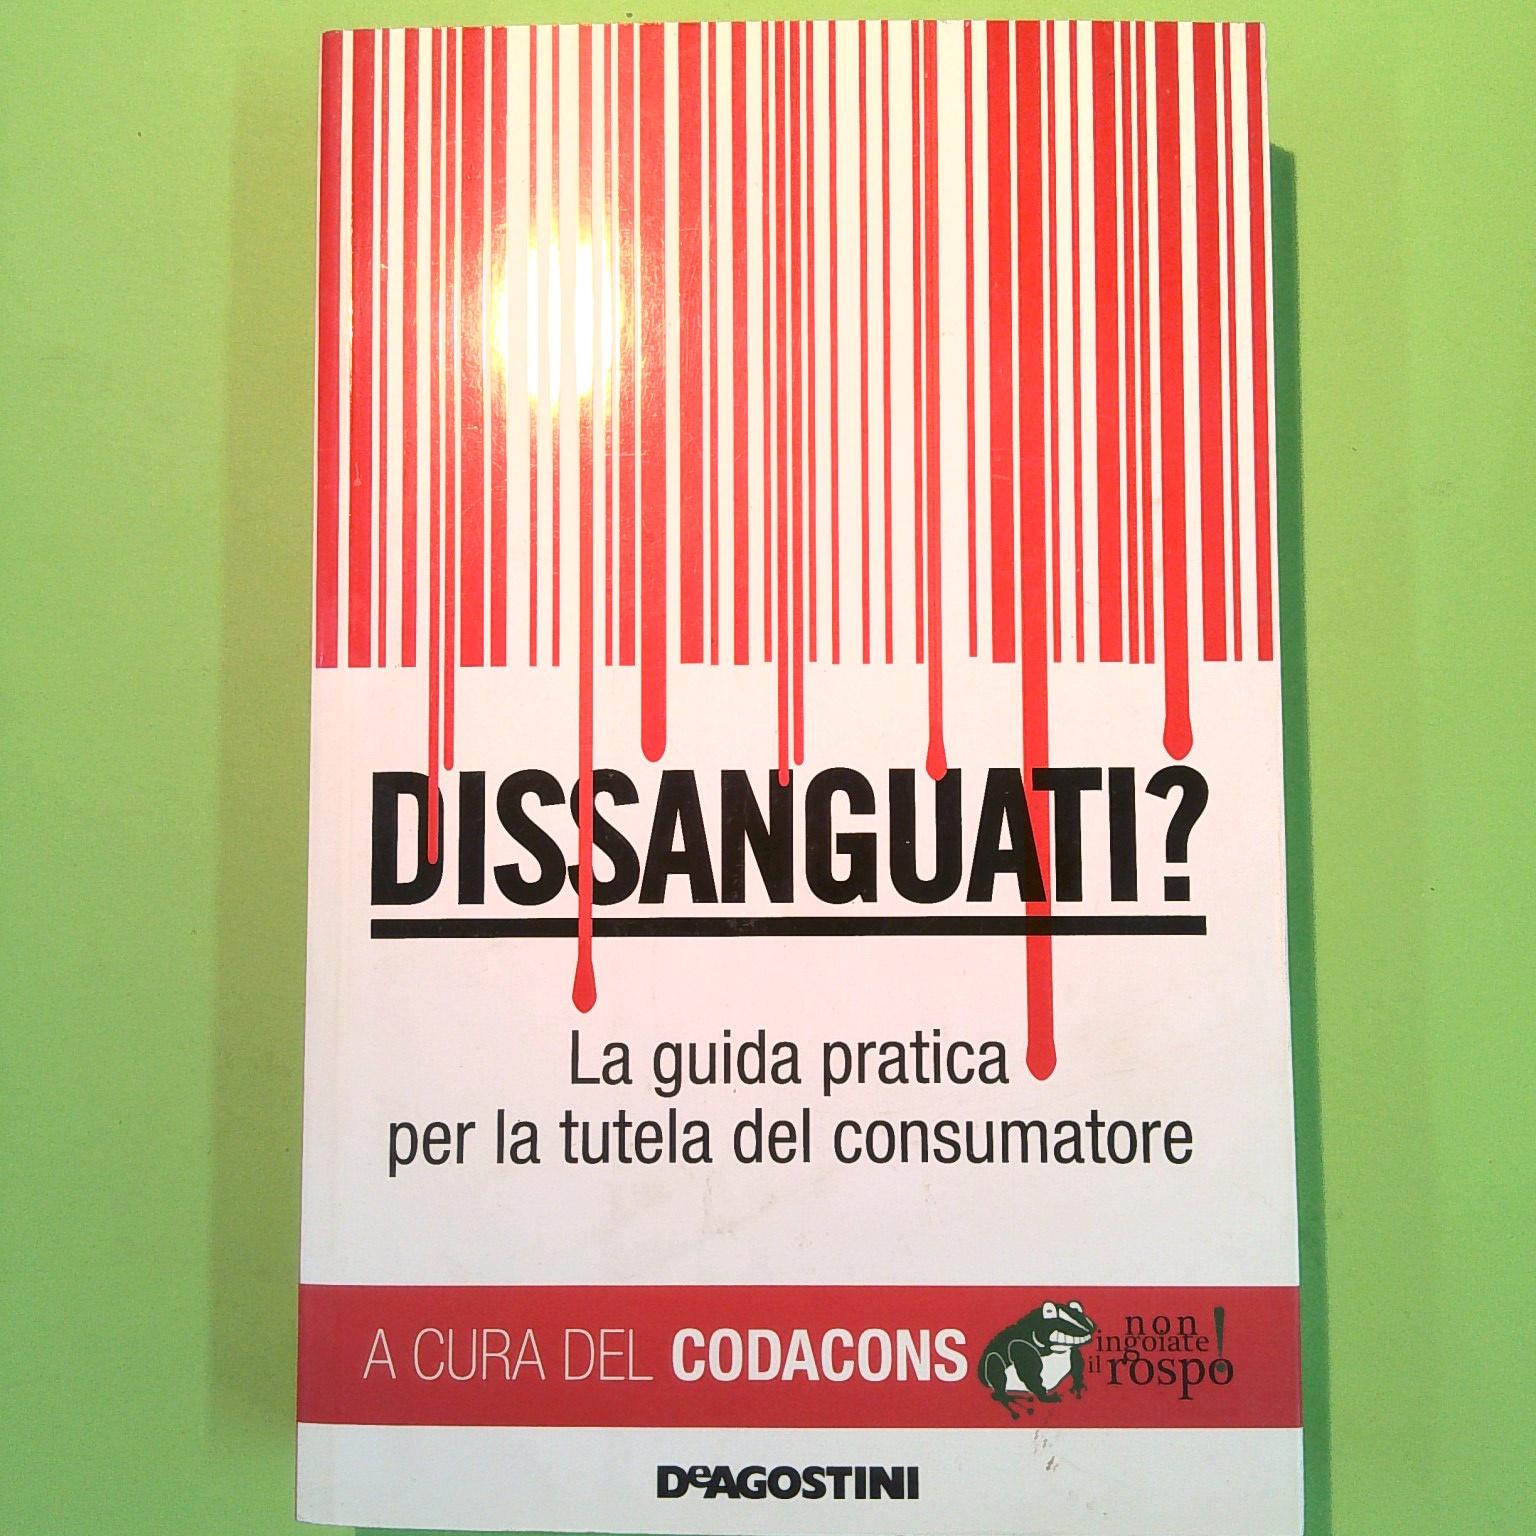 DISSANGUATI?
La guida pratica
per la tutela del consumatore
A CURA DEL CODACONS
non
ingoiate
il rospo!
DeAGOSTINI